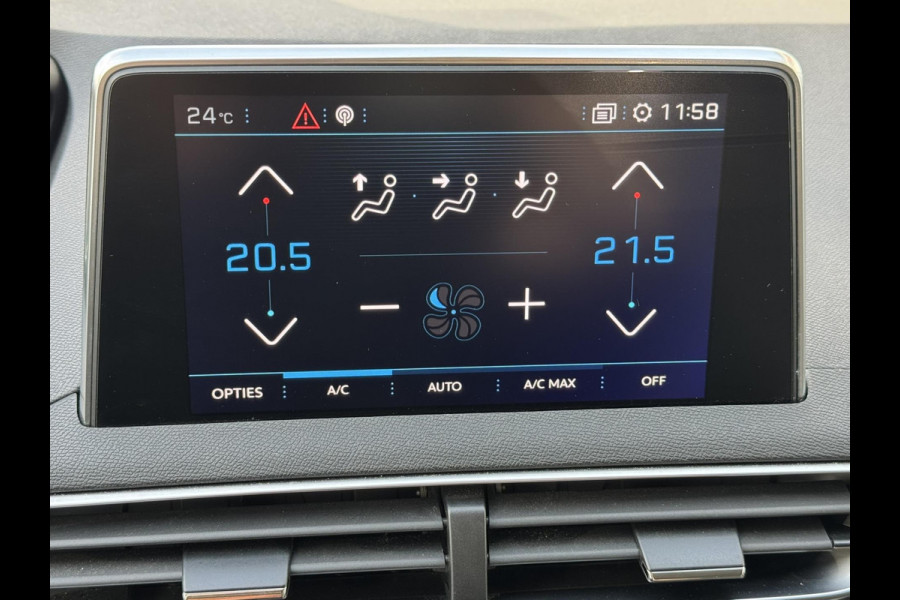 24°C 11:58
20.5 21.5
OPTIES A/C AUTO A/C MAX OFF